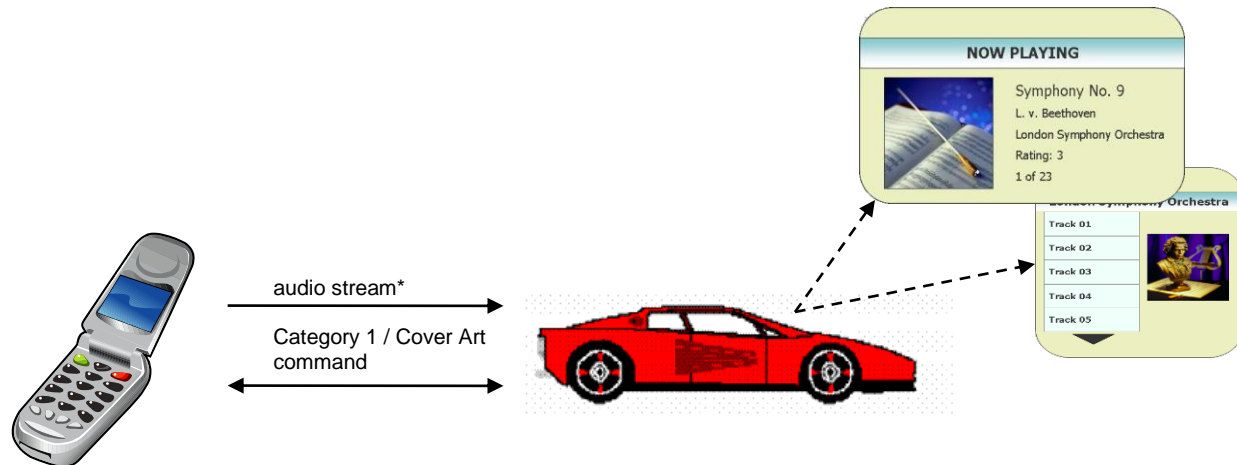 NOW PLAYING
Symphony No. 9
L. v. Beethoven
London Symphony Orchestra
Rating: 3
1 of 23
London Symphony Orchestra
Track 01
Track 02
Track 03
Track 04
Track 05
audio stream*
Category 1 / Cover Art
command